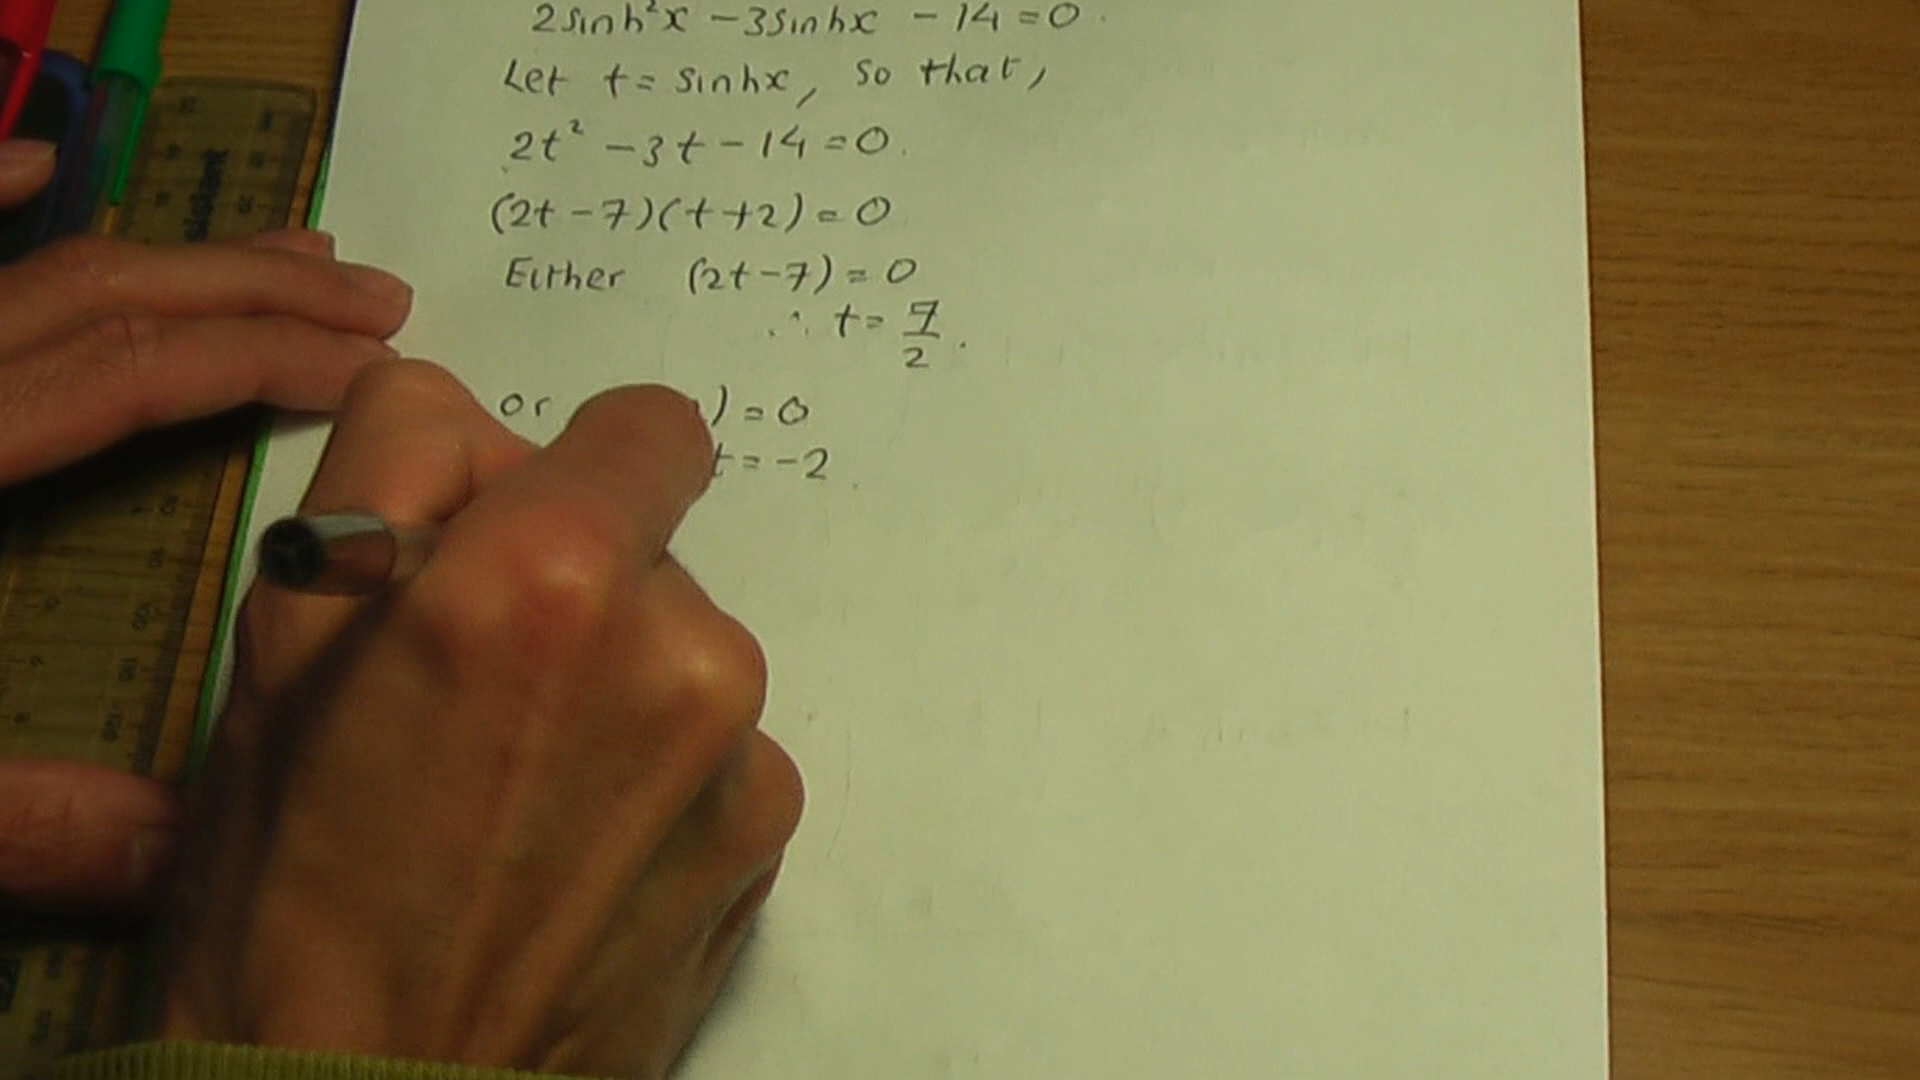 2sinh²x - 3sinhx - 14 = 0.
Let t = sinhx, so that,
2t² - 3t - 14 = 0.
(2t - 7)(t + 2) = 0
Either (2t - 7) = 0
∴ t = 7/2.
or ) = 0
t = -2